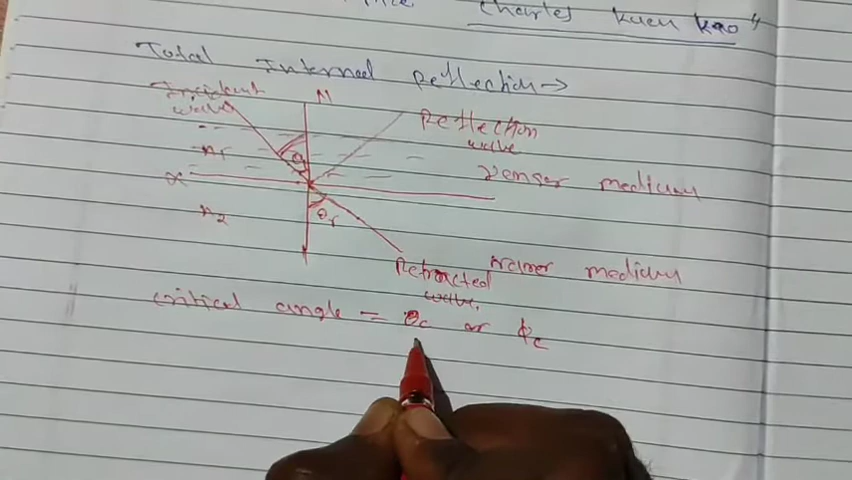 Charles Kuen Kao"
Total Internal Reflection →
Incident
wave
N
Reflection
wave
n₁
θ
Denser medium
x
n₂
θr
Rarer medium
Refracted
wave
critical angle = θc or ϕc